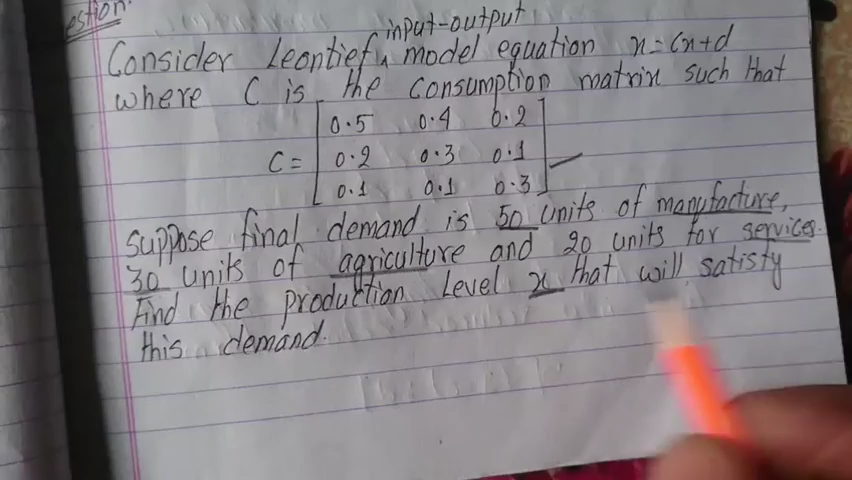 estion.
Consider Leontief input-output model equation x=Cx+d
where C is the consumption matrix such that
0.5 0.4 0.2
C= 0.2 0.3 0.1
0.1 0.1 0.3
Suppose final demand is 50 units of manufacture,
30 units of agriculture and 20 units for services.
Find the production level x that will satisfy
this demand.